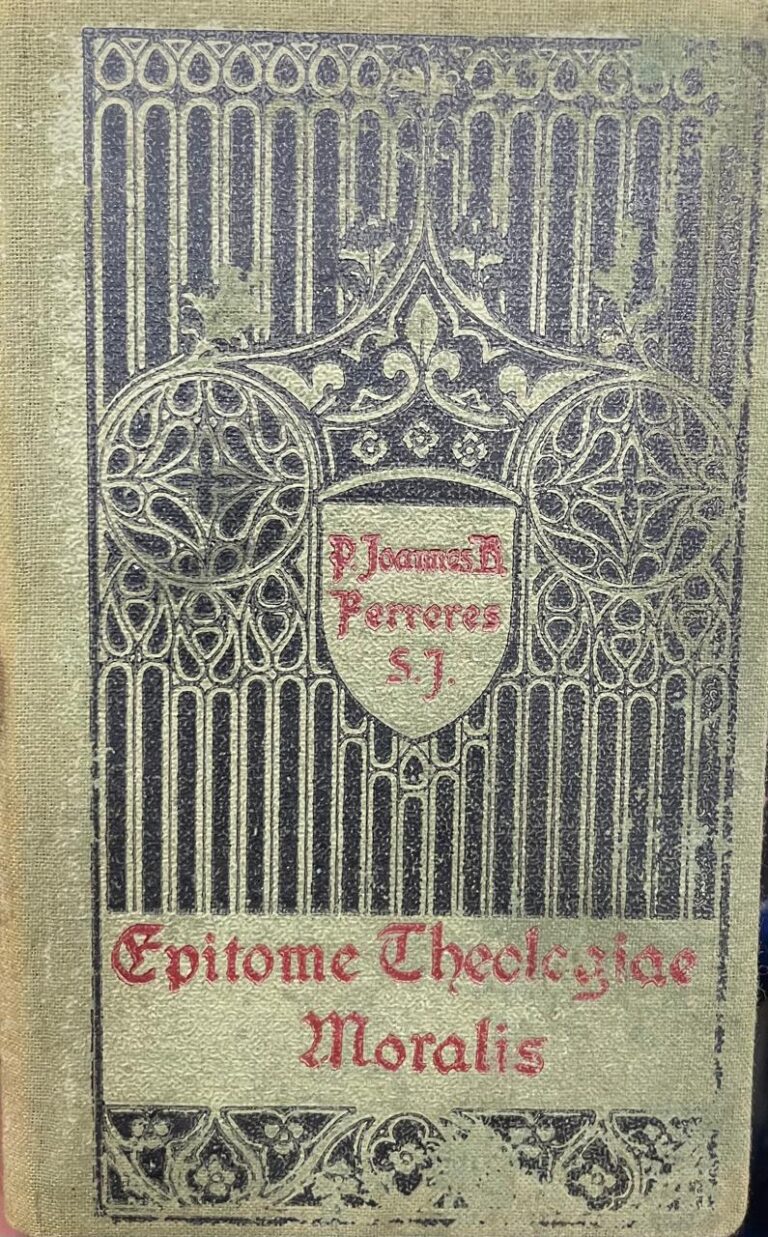 P. Joannes B
Ferreres
S. J.
Epitome Theologiae
Moralis